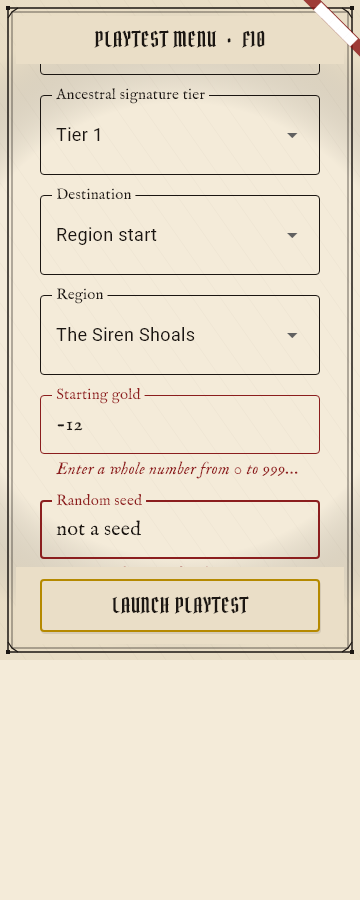 PLAYTEST MENU · F10
Ancestral signature tier
Tier 1
Destination
Region start
Region
The Siren Shoals
Starting gold
-12
Enter a whole number from 0 to 999...
Random seed
not a seed
LAUNCH PLAYTEST